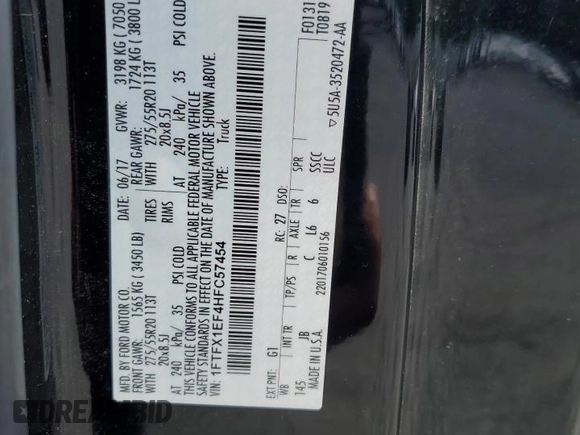 MFD. BY FORD MOTOR CO.
DATE: 06/17 GVWR: 3198 KG ( 7050
FRONT GAWR: 1565 KG ( 3450 LB) REAR GAWR: 1724 KG ( 3800 L
WITH 275/55R20 113T TIRES WITH 275/55R20 113T
20x8.5J RIMS 20x8.5J
AT 240 kPa/ 35 PSI COLD AT 240 kPa/ 35 PSI COLD
THIS VEHICLE CONFORMS TO ALL APPLICABLE FEDERAL MOTOR VEHICLE
SAFETY STANDARDS IN EFFECT ON THE DATE OF MANUFACTURE SHOWN ABOVE.
VIN: 1FTFX1EF4HFC57454 TYPE: Truck
F0131
T0819
EXT PNT: G1 RC: 27 DSO:
WB INT TR TP/PS R AXLE TR SPR
145 JB C L6 6 SSCC
MADE IN U.S.A. 2201706010156 ULC
▽5U5A-3520472-AA
DREAMBID